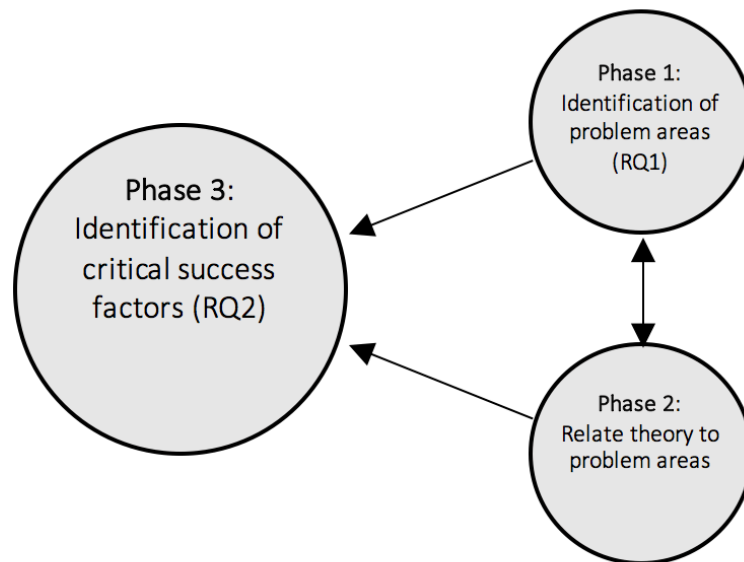 Phase 1:
Identification of
problem areas
(RQ1)
Phase 3:
Identification of
critical success
factors (RQ2)
Phase 2:
Relate theory to
problem areas